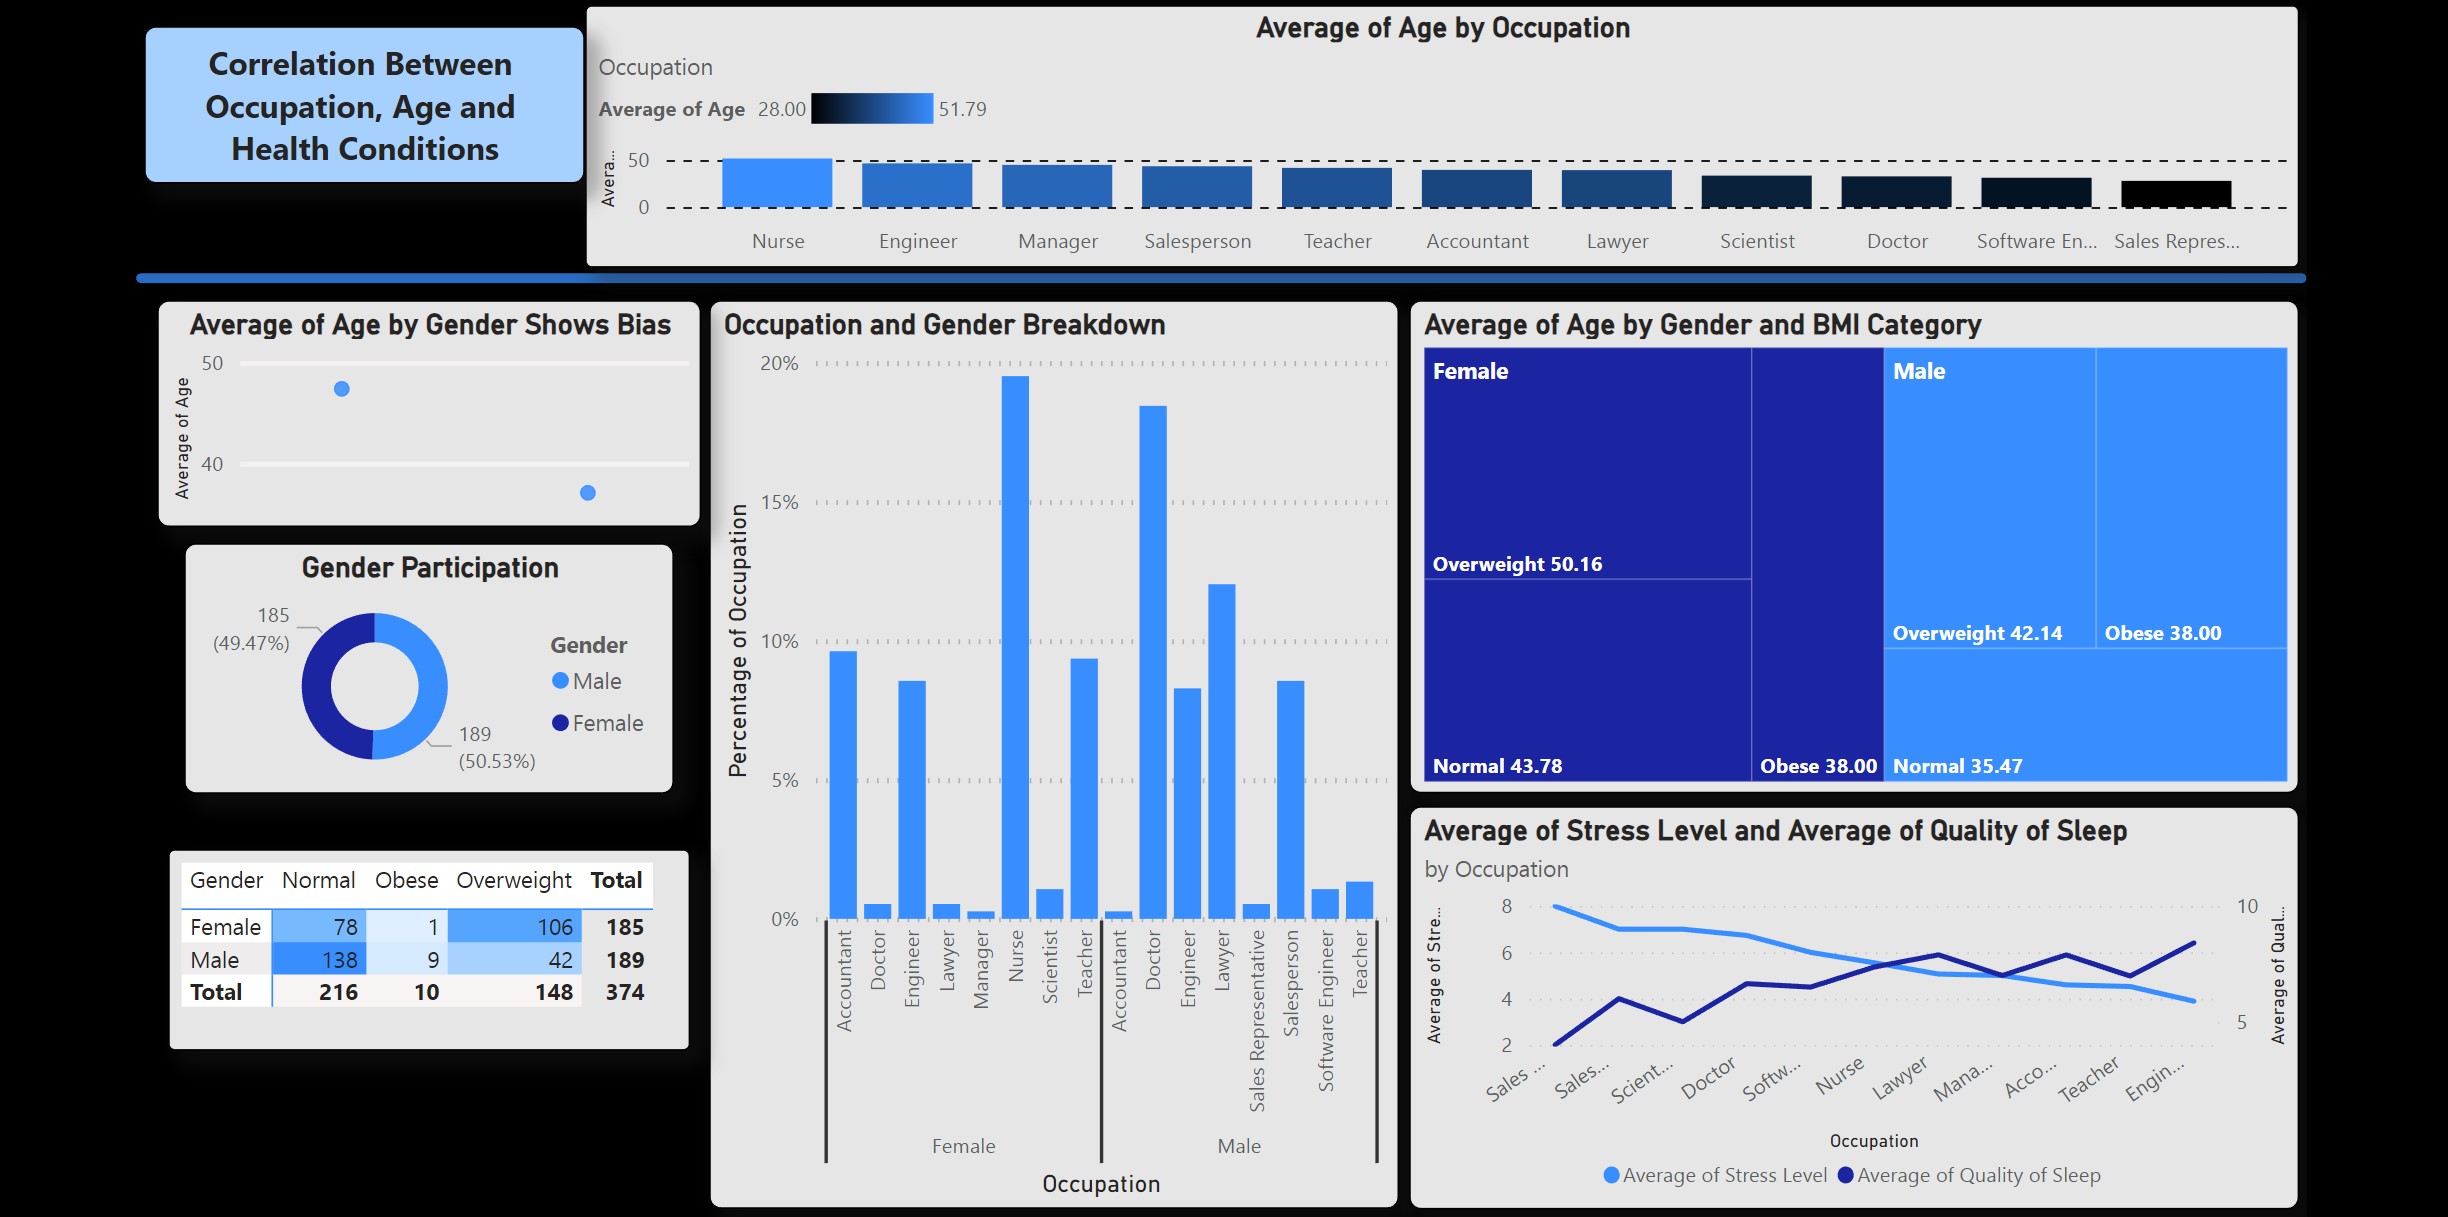 Correlation Between
Occupation, Age and
Health Conditions
Average of Age by Occupation
Occupation
Average of Age 28.00 51.79
Avera...
50
0
Nurse Engineer Manager Salesperson Teacher Accountant Lawyer Scientist Doctor Software En... Sales Repres...
Average of Age by Gender Shows Bias
Average of Age
50
40
Gender Participation
185
(49.47%)
189
(50.53%)
Gender
Male
Female
Gender Normal Obese Overweight Total
Female 78 1 106 185
Male 138 9 42 189
Total 216 10 148 374
Occupation and Gender Breakdown
Percentage of Occupation
20%
15%
10%
5%
0%
Accountant Doctor Engineer Lawyer Manager Nurse Scientist Teacher Accountant Doctor Engineer Lawyer Sales Representative Salesperson Software Engineer Teacher
Female Male
Occupation
Average of Age by Gender and BMI Category
Female
Overweight 50.16
Normal 43.78
Obese 38.00
Male
Overweight 42.14
Obese 38.00
Normal 35.47
Average of Stress Level and Average of Quality of Sleep
by Occupation
Average of Stre...
8
6
4
2
10
5
Average of Qual...
Sales ... Sales... Scient... Doctor Softw... Nurse Lawyer Mana... Acco... Teacher Engin...
Occupation
Average of Stress Level Average of Quality of Sleep